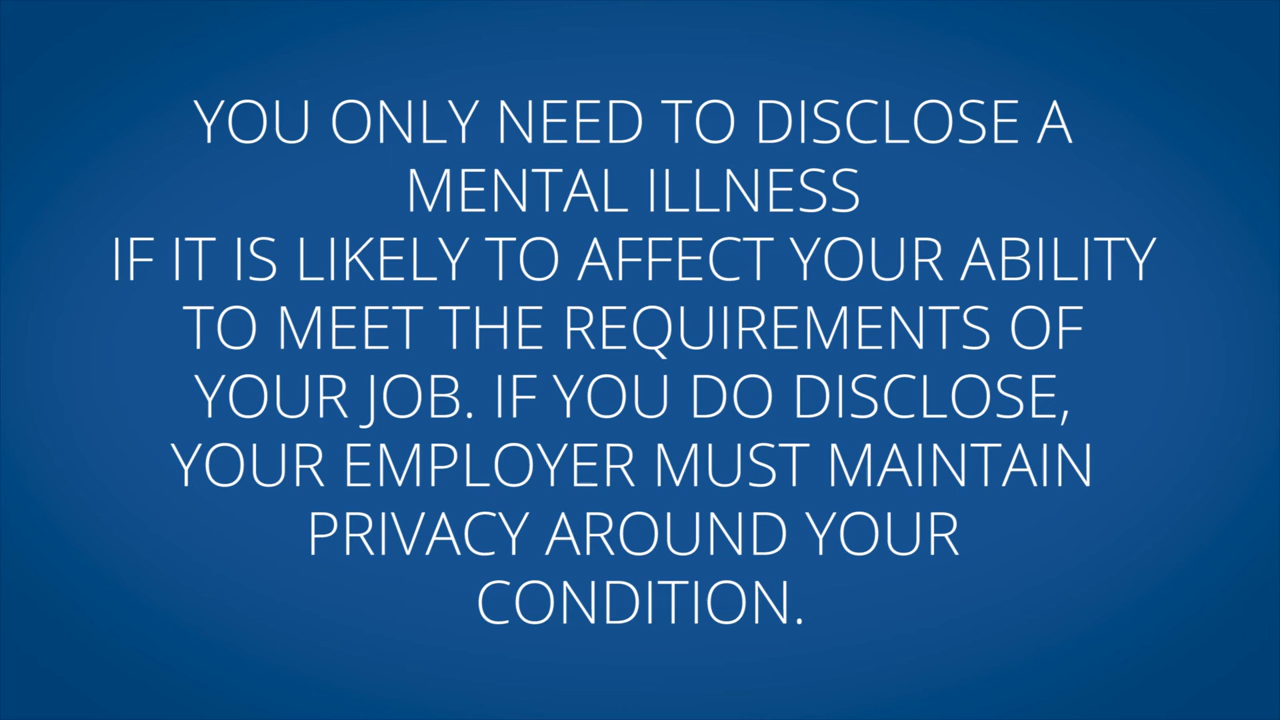 YOU ONLY NEED TO DISCLOSE A
MENTAL ILLNESS
IF IT IS LIKELY TO AFFECT YOUR ABILITY
TO MEET THE REQUIREMENTS OF
YOUR JOB. IF YOU DO DISCLOSE,
YOUR EMPLOYER MUST MAINTAIN
PRIVACY AROUND YOUR
CONDITION.